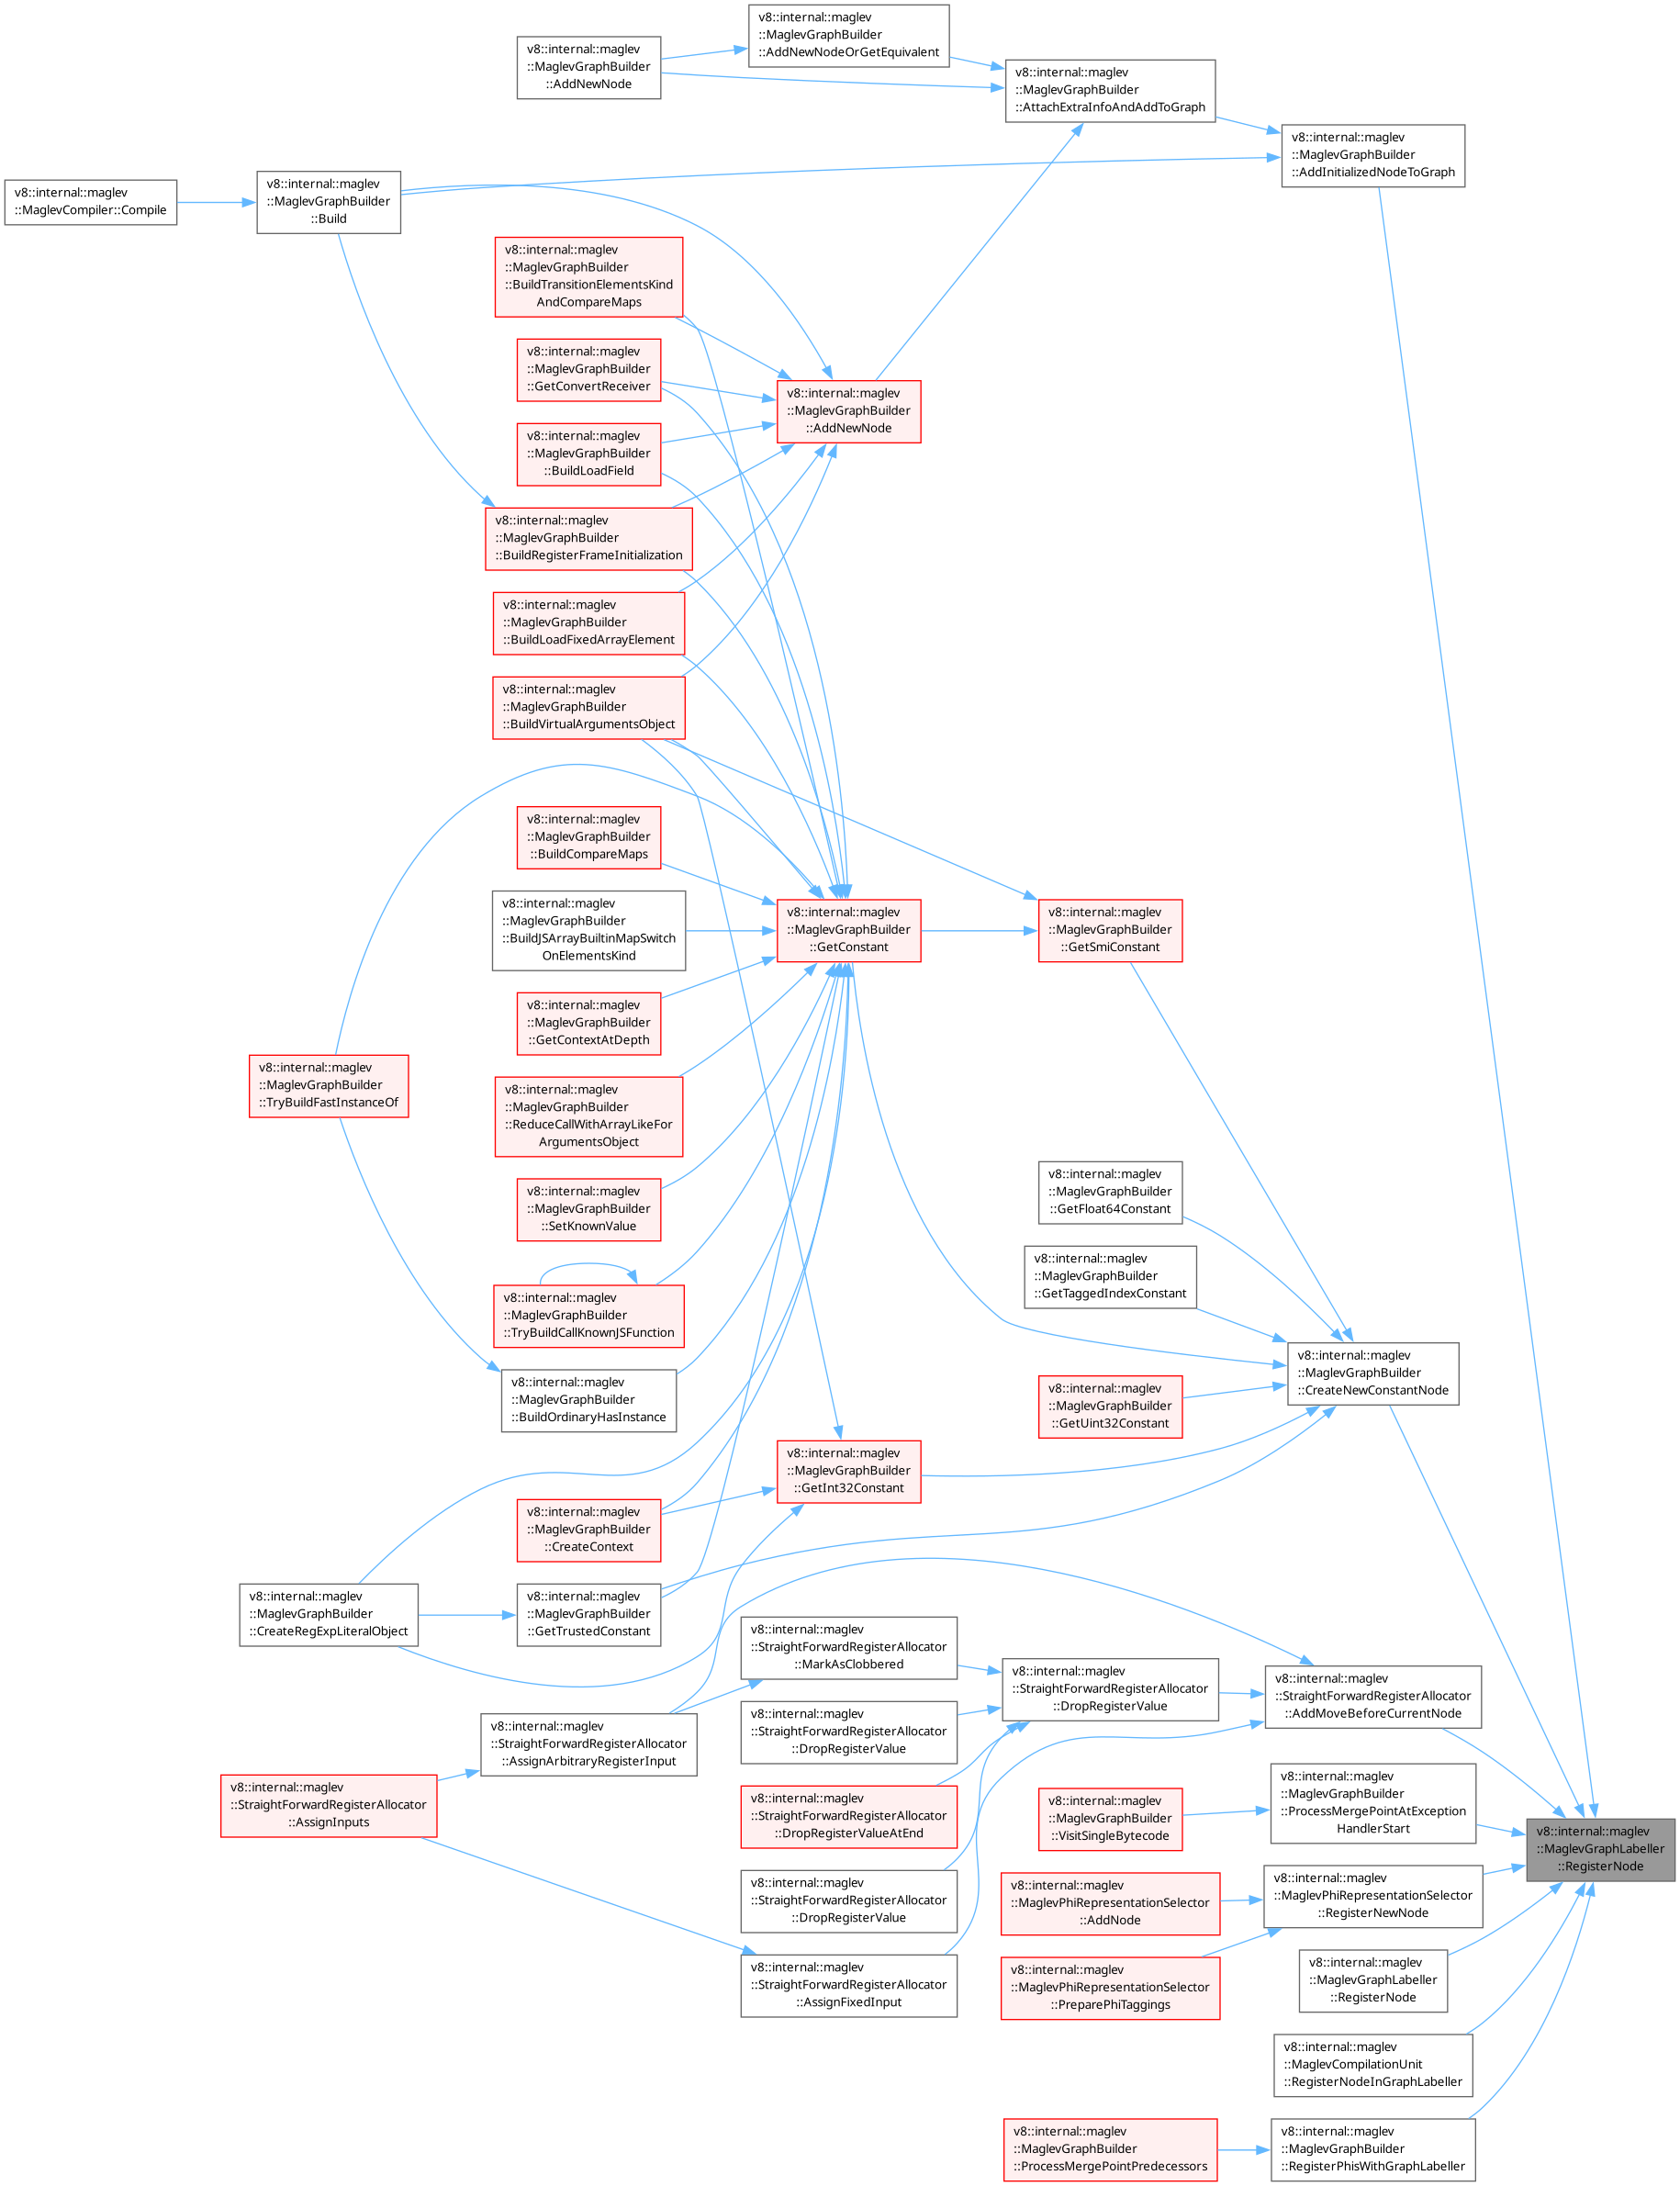 v8::internal::maglev
::MaglevGraphBuilder
::AddNewNodeOrGetEquivalent
v8::internal::maglev
::MaglevGraphBuilder
::AddNewNode
v8::internal::maglev
::MaglevGraphBuilder
::AttachExtraInfoAndAddToGraph
v8::internal::maglev
::MaglevGraphBuilder
::AddInitializedNodeToGraph
v8::internal::maglev
::MaglevCompiler::Compile
v8::internal::maglev
::MaglevGraphBuilder
::Build
v8::internal::maglev
::MaglevGraphBuilder
::BuildTransitionElementsKind
AndCompareMaps
v8::internal::maglev
::MaglevGraphBuilder
::GetConvertReceiver
v8::internal::maglev
::MaglevGraphBuilder
::AddNewNode
v8::internal::maglev
::MaglevGraphBuilder
::BuildLoadField
v8::internal::maglev
::MaglevGraphBuilder
::BuildRegisterFrameInitialization
v8::internal::maglev
::MaglevGraphBuilder
::BuildLoadFixedArrayElement
v8::internal::maglev
::MaglevGraphBuilder
::BuildVirtualArgumentsObject
v8::internal::maglev
::MaglevGraphBuilder
::BuildCompareMaps
v8::internal::maglev
::MaglevGraphBuilder
::BuildJSArrayBuiltinMapSwitch
OnElementsKind
v8::internal::maglev
::MaglevGraphBuilder
::GetConstant
v8::internal::maglev
::MaglevGraphBuilder
::GetSmiConstant
v8::internal::maglev
::MaglevGraphBuilder
::GetContextAtDepth
v8::internal::maglev
::MaglevGraphBuilder
::TryBuildFastInstanceOf
v8::internal::maglev
::MaglevGraphBuilder
::ReduceCallWithArrayLikeFor
ArgumentsObject
v8::internal::maglev
::MaglevGraphBuilder
::SetKnownValue
v8::internal::maglev
::MaglevGraphBuilder
::GetFloat64Constant
v8::internal::maglev
::MaglevGraphBuilder
::GetTaggedIndexConstant
v8::internal::maglev
::MaglevGraphBuilder
::TryBuildCallKnownJSFunction
v8::internal::maglev
::MaglevGraphBuilder
::CreateNewConstantNode
v8::internal::maglev
::MaglevGraphBuilder
::BuildOrdinaryHasInstance
v8::internal::maglev
::MaglevGraphBuilder
::GetUint32Constant
v8::internal::maglev
::MaglevGraphBuilder
::GetInt32Constant
v8::internal::maglev
::MaglevGraphBuilder
::CreateContext
v8::internal::maglev
::MaglevGraphBuilder
::CreateRegExpLiteralObject
v8::internal::maglev
::MaglevGraphBuilder
::GetTrustedConstant
v8::internal::maglev
::StraightForwardRegisterAllocator
::MarkAsClobbered
v8::internal::maglev
::StraightForwardRegisterAllocator
::DropRegisterValue
v8::internal::maglev
::StraightForwardRegisterAllocator
::AddMoveBeforeCurrentNode
v8::internal::maglev
::StraightForwardRegisterAllocator
::DropRegisterValue
v8::internal::maglev
::StraightForwardRegisterAllocator
::AssignArbitraryRegisterInput
v8::internal::maglev
::StraightForwardRegisterAllocator
::AssignInputs
v8::internal::maglev
::StraightForwardRegisterAllocator
::DropRegisterValueAtEnd
v8::internal::maglev
::MaglevGraphBuilder
::VisitSingleBytecode
v8::internal::maglev
::MaglevGraphBuilder
::ProcessMergePointAtException
HandlerStart
v8::internal::maglev
::MaglevGraphLabeller
::RegisterNode
v8::internal::maglev
::StraightForwardRegisterAllocator
::DropRegisterValue
v8::internal::maglev
::MaglevPhiRepresentationSelector
::AddNode
v8::internal::maglev
::MaglevPhiRepresentationSelector
::RegisterNewNode
v8::internal::maglev
::StraightForwardRegisterAllocator
::AssignFixedInput
v8::internal::maglev
::MaglevPhiRepresentationSelector
::PreparePhiTaggings
v8::internal::maglev
::MaglevGraphLabeller
::RegisterNode
v8::internal::maglev
::MaglevCompilationUnit
::RegisterNodeInGraphLabeller
v8::internal::maglev
::MaglevGraphBuilder
::ProcessMergePointPredecessors
v8::internal::maglev
::MaglevGraphBuilder
::RegisterPhisWithGraphLabeller